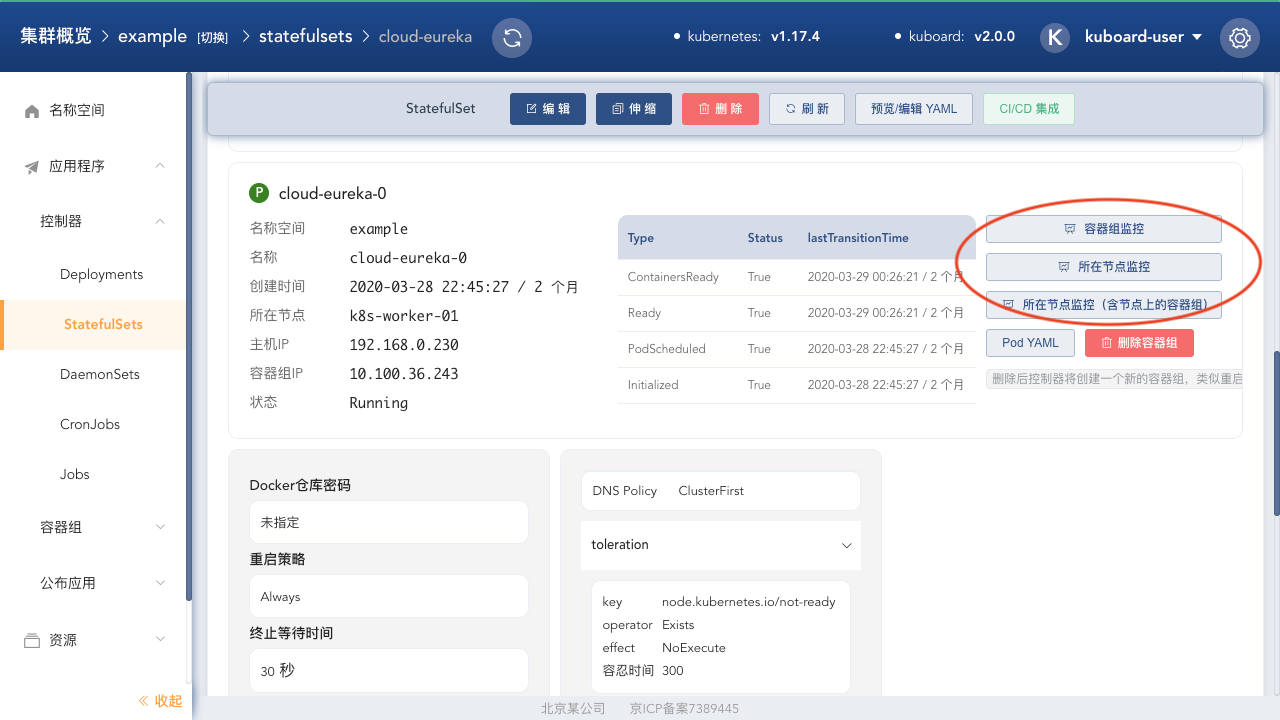 集群概览 > example [切换] > statefulsets > cloud-eureka
kubernetes: v1.17.4
kuboard: v2.0.0
K kuboard-user
名称空间
应用程序
控制器
Deployments
StatefulSets
DaemonSets
CronJobs
Jobs
容器组
公布应用
资源
收起
StatefulSet 编 辑 伸 缩 删 除 刷 新 预览/编辑 YAML CI/CD 集成
P cloud-eureka-0
名称空间 example
名称 cloud-eureka-0
创建时间 2020-03-28 22:45:27 / 2 个月
所在节点 k8s-worker-01
主机IP 192.168.0.230
容器组IP 10.100.36.243
状态 Running
Type Status lastTransitionTime
ContainersReady True 2020-03-29 00:26:21 / 2 个月
Ready True 2020-03-29 00:26:21 / 2 个月
PodScheduled True 2020-03-28 22:45:27 / 2 个月
Initialized True 2020-03-28 22:45:27 / 2 个月
容器组监控
所在节点监控
所在节点监控（含节点上的容器组）
Pod YAML 删除容器组
删除后控制器将创建一个新的容器组，类似重启
Docker仓库密码
未指定
重启策略
Always
终止等待时间
30 秒
DNS Policy ClusterFirst
toleration
key node.kubernetes.io/not-ready
operator Exists
effect NoExecute
容忍时间 300
北京某公司 京ICP备案7389445